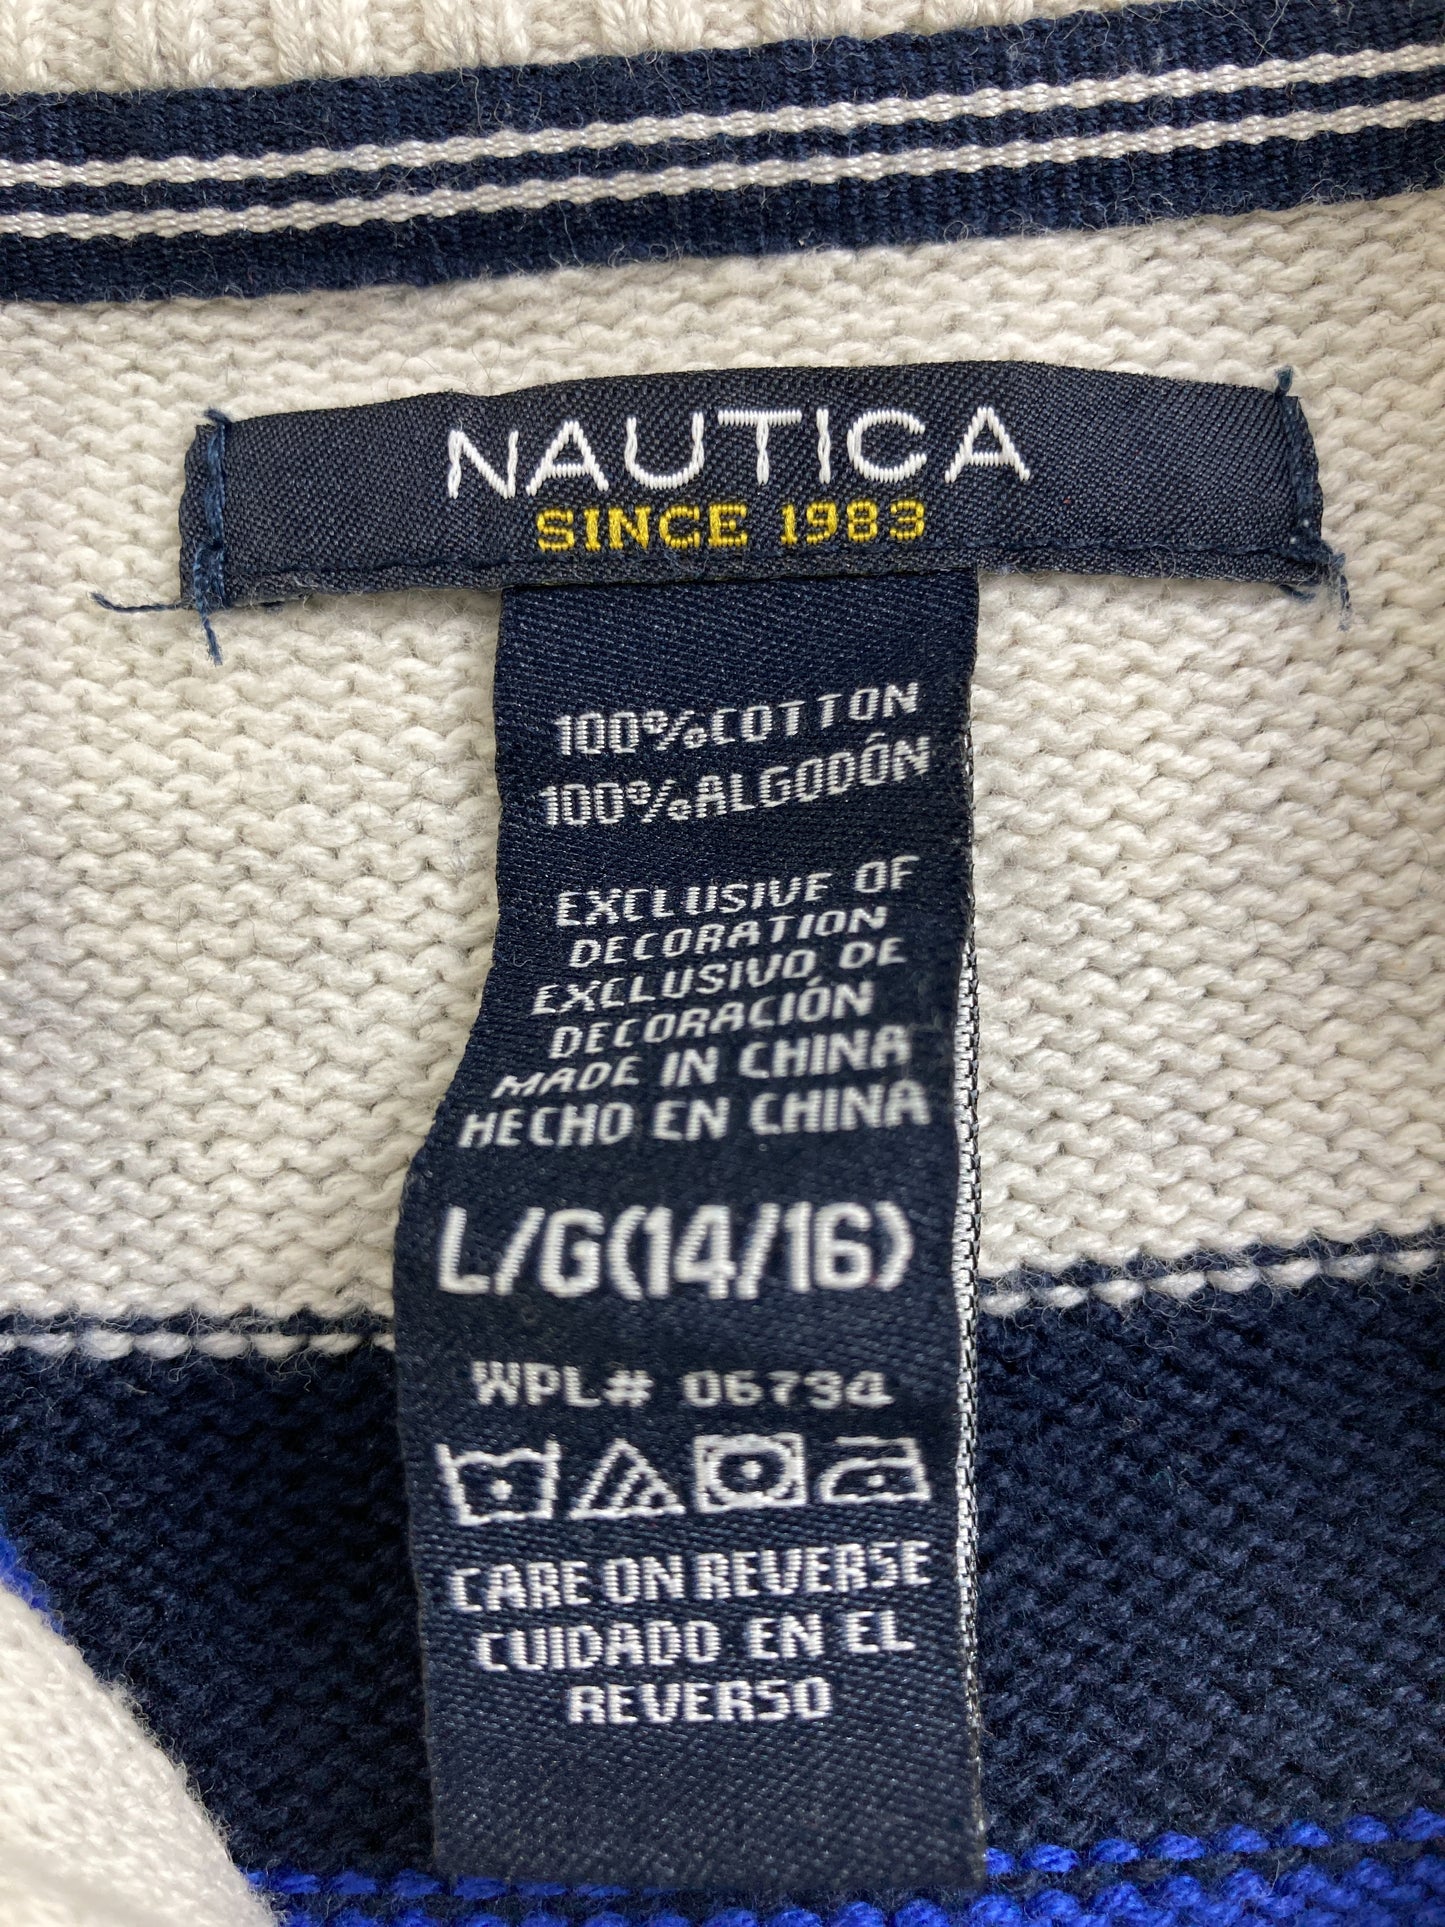 NAUTICA
SINCE 1983
100%COTTON
100%ALGODÓN
EXCLUSIVE OF
DECORATION
EXCLUSIVO DE
DECORACIÓN
MADE IN CHINA
HECHO EN CHINA
L/G(14/16)
WPL# 06734
CARE ON REVERSE
CUIDADO EN EL
REVERSO